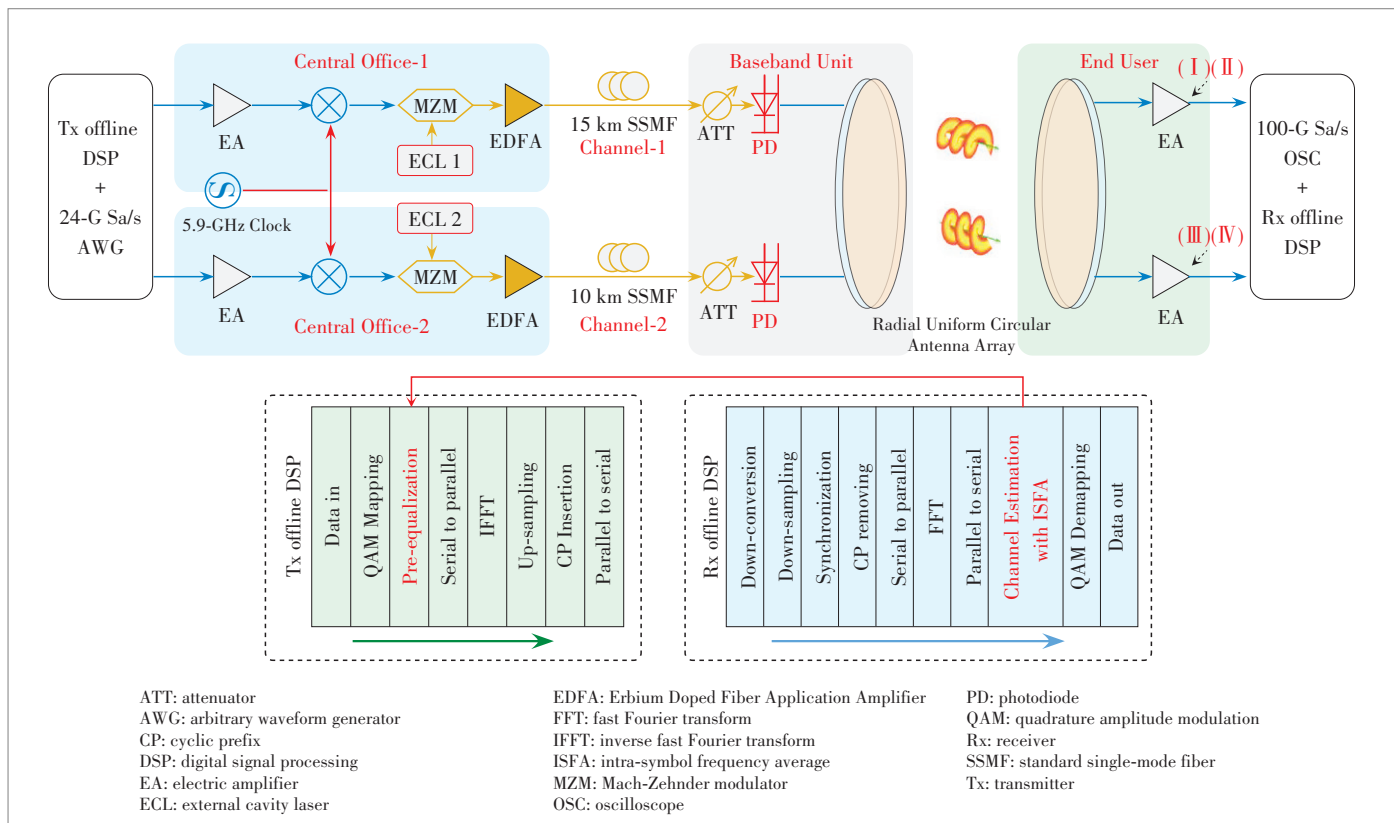 Central Office-1
Baseband Unit
End User
(Ⅰ)(Ⅱ)
Tx offline
DSP
+
24-G Sa/s
AWG
EA
MZM
ECL 1
EDFA
15 km SSMF
Channel-1
ATT
PD
EA
100-G Sa/s
OSC
+
Rx offline
DSP
5.9-GHz Clock
ECL 2
(Ⅲ)(Ⅳ)
EA
MZM
EDFA
10 km SSMF
Channel-2
ATT
PD
EA
Central Office-2
Radial Uniform Circular
Antenna Array
Tx offline DSP
Data in
QAM Mapping
Pre-equalization
Serial to parallel
IFFT
Up-sampling
CP Insertion
Parallel to serial
Rx offline DSP
Down-conversion
Down-sampling
Synchronization
CP removing
Serial to parallel
FFT
Parallel to serial
Channel Estimation
with ISFA
QAM Demapping
Data out
ATT: attenuator
AWG: arbitrary waveform generator
CP: cyclic prefix
DSP: digital signal processing
EA: electric amplifier
ECL: external cavity laser
EDFA: Erbium Doped Fiber Application Amplifier
FFT: fast Fourier transform
IFFT: inverse fast Fourier transform
ISFA: intra-symbol frequency average
MZM: Mach-Zehnder modulator
OSC: oscilloscope
PD: photodiode
QAM: quadrature amplitude modulation
Rx: receiver
SSMF: standard single-mode fiber
Tx: transmitter